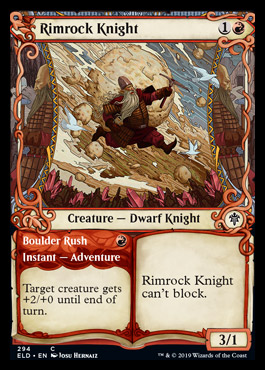 Rimrock Knight 1
Creature — Dwarf Knight
Boulder Rush
Instant — Adventure
Target creature gets
+2/+0 until end of
turn.
Rimrock Knight
can't block.
3/1
294 C
ELD • EN Josu Hernaiz
™ & © 2019 Wizards of the Coast